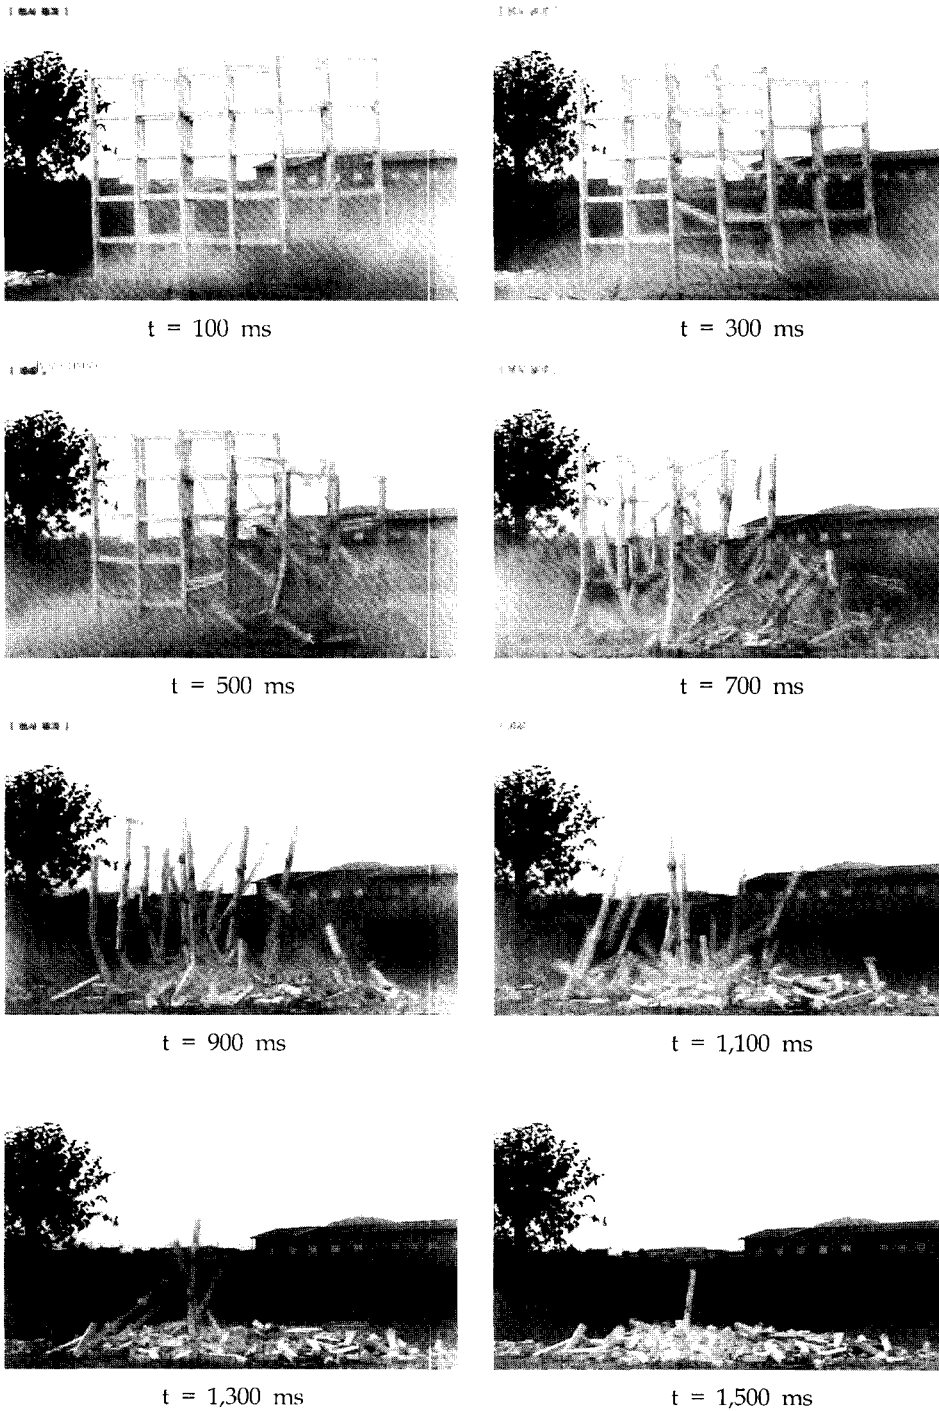 t = 100 ms
t = 300 ms
t = 500 ms
t = 700 ms
t = 900 ms
t = 1,100 ms
t = 1,300 ms
t = 1,500 ms